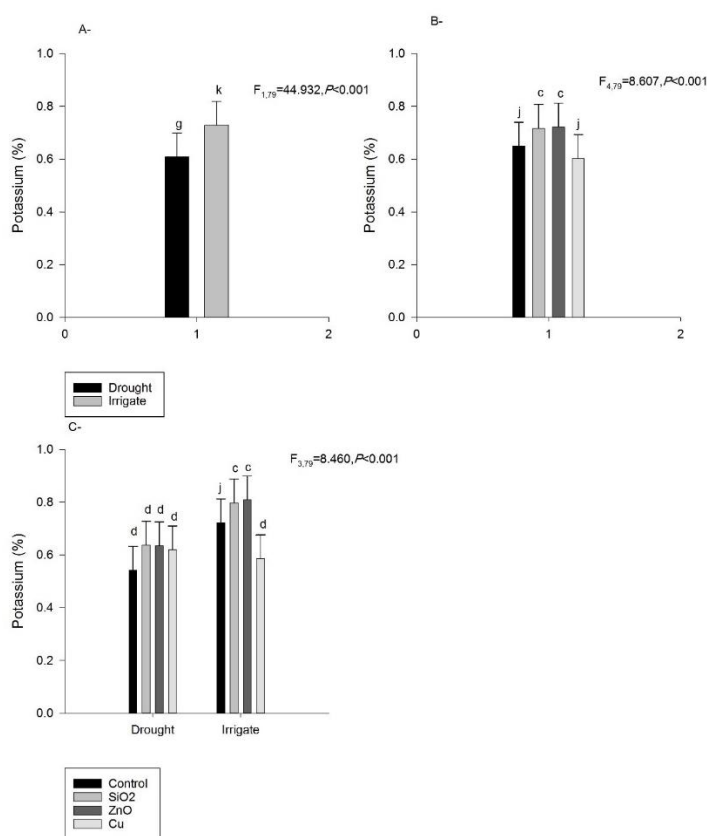 A-
1.0
0.8
0.6
0.4
0.2
0.0
Potassium (%)
F1,79=44.932, P<0.001
g
k
0
1
2
Drought
Irrigate
B-
1.0
0.8
0.6
0.4
0.2
0.0
Potassium (%)
F4,79=8.607, P<0.001
j
c
c
j
0
1
2
C-
1.0
0.8
0.6
0.4
0.2
0.0
Potassium (%)
F3,79=8.460, P<0.001
d
d
d
d
j
c
c
d
Drought
Irrigate
Control
SiO2
ZnO
Cu